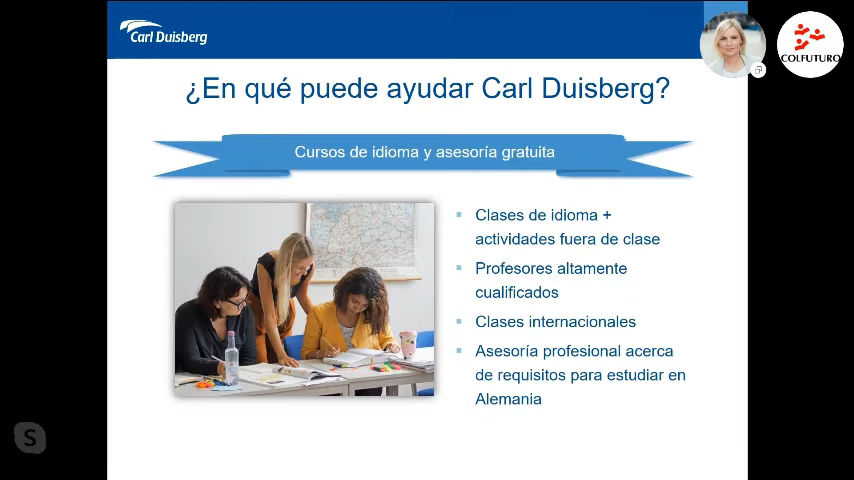 Carl Duisberg
COLFUTURO
¿En qué puede ayudar Carl Duisberg?
Cursos de idioma y asesoría gratuita
Clases de idioma +
actividades fuera de clase
Profesores altamente
cualificados
Clases internacionales
Asesoría profesional acerca
de requisitos para estudiar en
Alemania
S